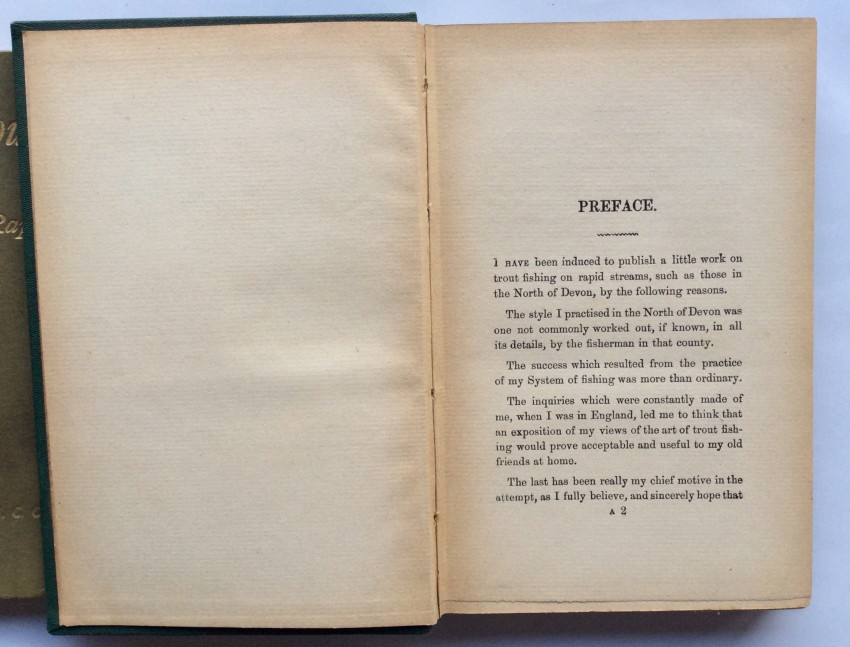 PREFACE.
I HAVE been induced to publish a little work on
trout fishing on rapid streams, such as those in
the North of Devon, by the following reasons.
The style I practised in the North of Devon was
one not commonly worked out, if known, in all
its details, by the fisherman in that county.
The success which resulted from the practice
of my System of fishing was more than ordinary.
The inquiries which were constantly made of
me, when I was in England, led me to think that
an exposition of my views of the art of trout fish-
ing would prove acceptable and useful to my old
friends at home.
The last has been really my chief motive in the
attempt, as I fully believe, and sincerely hope that
A 2